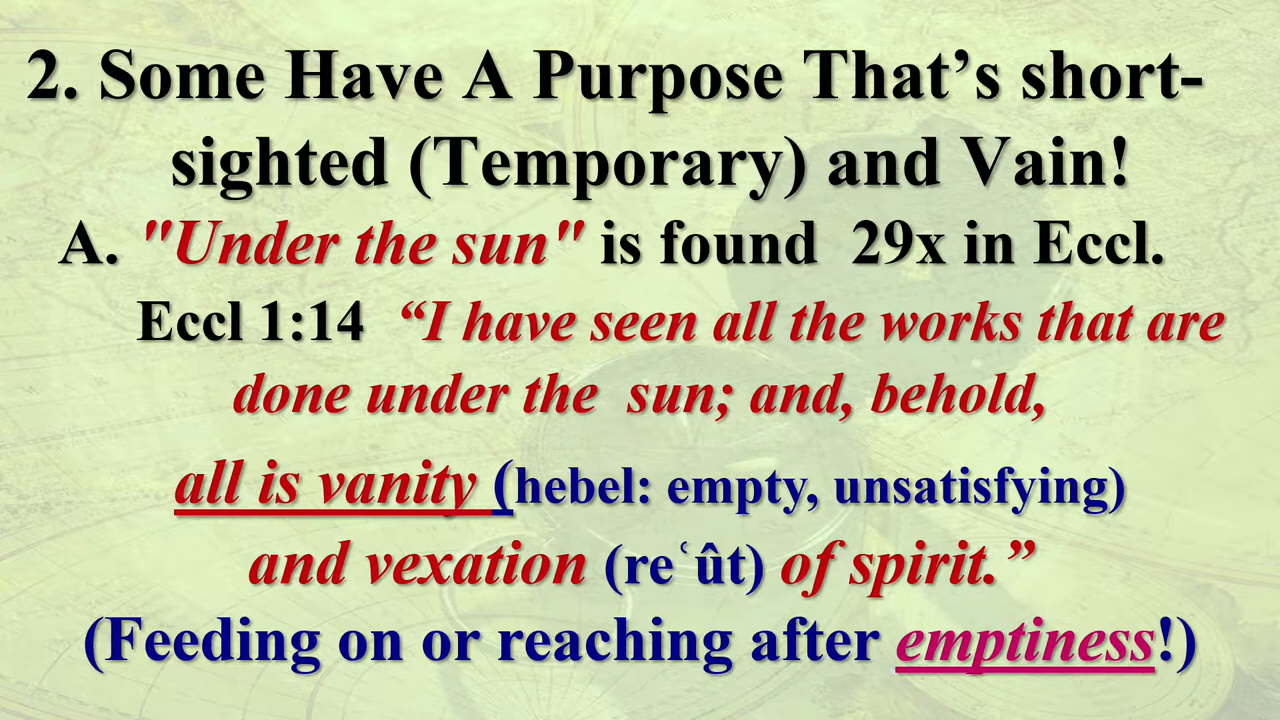 2. Some Have A Purpose That’s short-
sighted (Temporary) and Vain!
A. "Under the sun" is found 29x in Eccl.
Eccl 1:14 “I have seen all the works that are
done under the sun; and, behold,
all is vanity (hebel: empty, unsatisfying)
and vexation (reʿût) of spirit.”
(Feeding on or reaching after emptiness!)